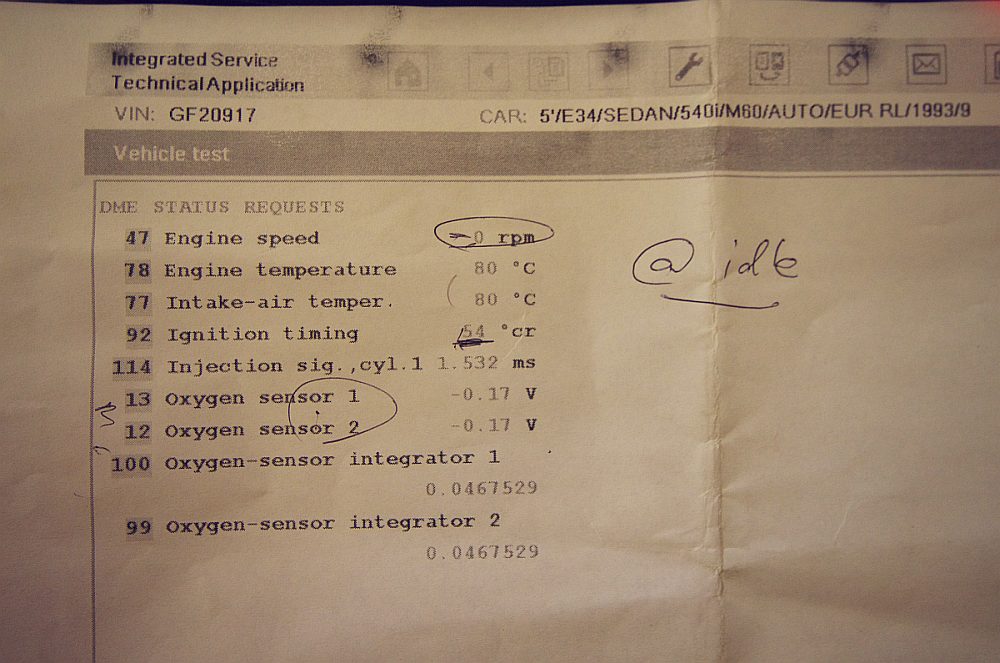 Integrated Service
Technical Application
VIN: GF20917 CAR: 5'/E34/SEDAN/540i/M60/AUTO/EUR RL/1993/9
Vehicle test
DME STATUS REQUESTS
47 Engine speed -0 rpm
@ idle
78 Engine temperature 80 °C
77 Intake-air temper. 80 °C
92 Ignition timing 54 °cr
114 Injection sig.,cyl.1 1.532 ms
13 Oxygen sensor 1 -0.17 V
12 Oxygen sensor 2 -0.17 V
100 Oxygen-sensor integrator 1
0.0467529
99 Oxygen-sensor integrator 2
0.0467529